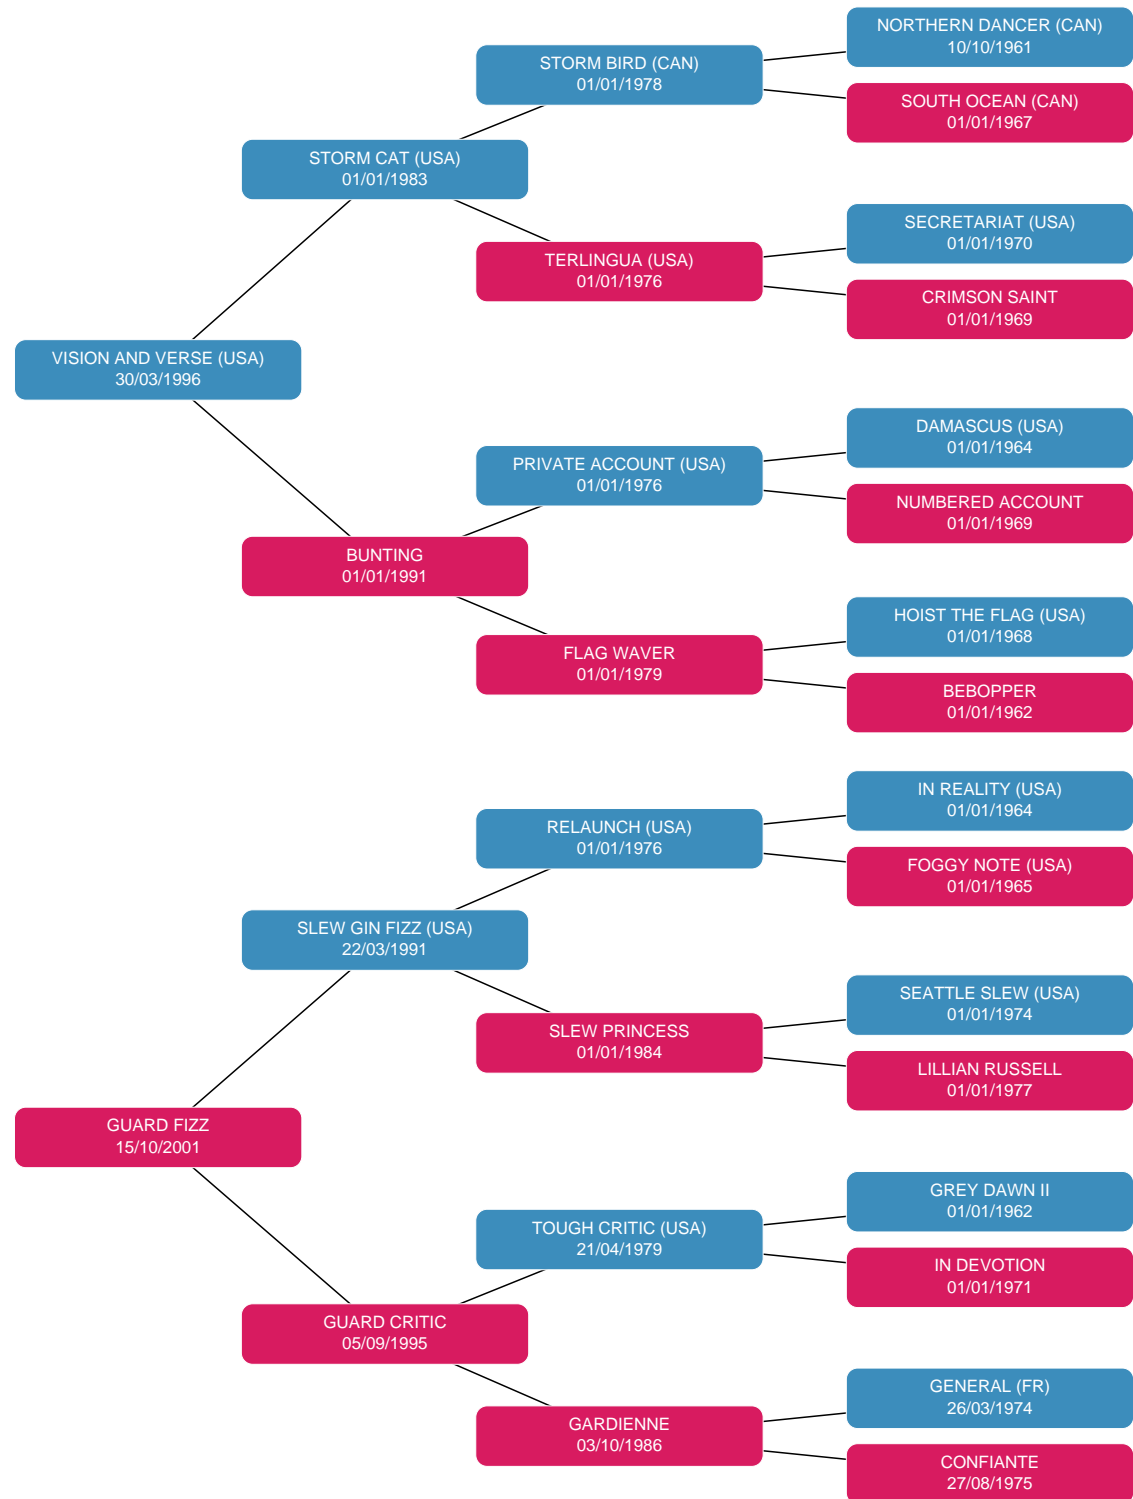 NORTHERN DANCER (CAN)
10/10/1961
STORM BIRD (CAN)
01/01/1978
SOUTH OCEAN (CAN)
01/01/1967
STORM CAT (USA)
01/01/1983
SECRETARIAT (USA)
01/01/1970
TERLINGUA (USA)
01/01/1976
CRIMSON SAINT
01/01/1969
VISION AND VERSE (USA)
30/03/1996
DAMASCUS (USA)
01/01/1964
PRIVATE ACCOUNT (USA)
01/01/1976
NUMBERED ACCOUNT
01/01/1969
BUNTING
01/01/1991
HOIST THE FLAG (USA)
01/01/1968
FLAG WAVER
01/01/1979
BEBOPPER
01/01/1962
IN REALITY (USA)
01/01/1964
RELAUNCH (USA)
01/01/1976
FOGGY NOTE (USA)
01/01/1965
SLEW GIN FIZZ (USA)
22/03/1991
SEATTLE SLEW (USA)
01/01/1974
SLEW PRINCESS
01/01/1984
LILLIAN RUSSELL
01/01/1977
GUARD FIZZ
15/10/2001
GREY DAWN II
01/01/1962
TOUGH CRITIC (USA)
21/04/1979
IN DEVOTION
01/01/1971
GUARD CRITIC
05/09/1995
GENERAL (FR)
26/03/1974
GARDIENNE
03/10/1986
CONFIANTE
27/08/1975